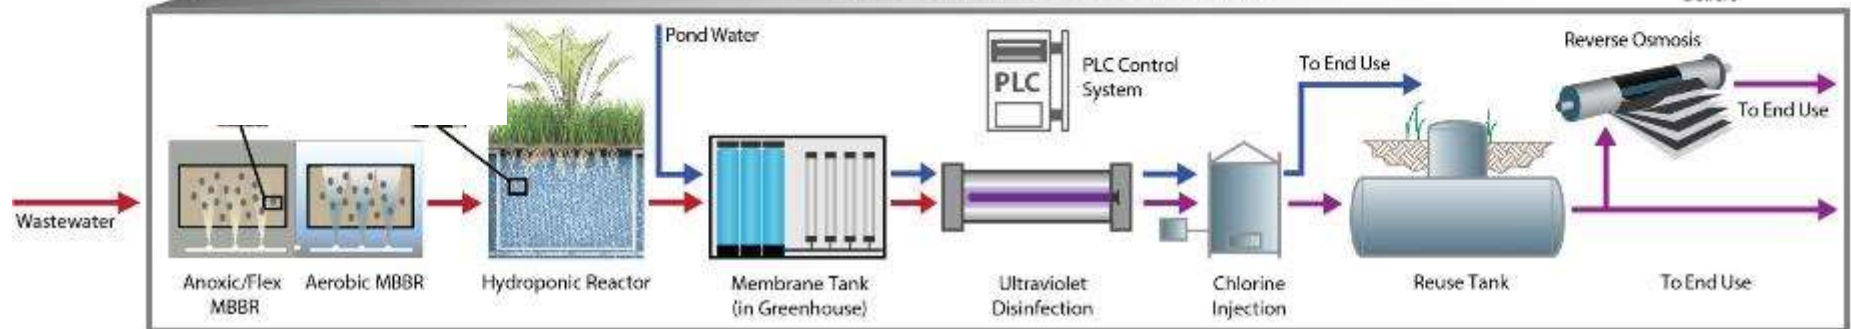 Pond Water
PLC
PLC Control
System
To End Use
Reverse Osmosis
To End Use
Wastewater
Anoxic/Flex
MBBR
Aerobic MBBR
Hydroponic Reactor
Membrane Tank
(in Greenhouse)
Ultraviolet
Disinfection
Chlorine
Injection
Reuse Tank
To End Use